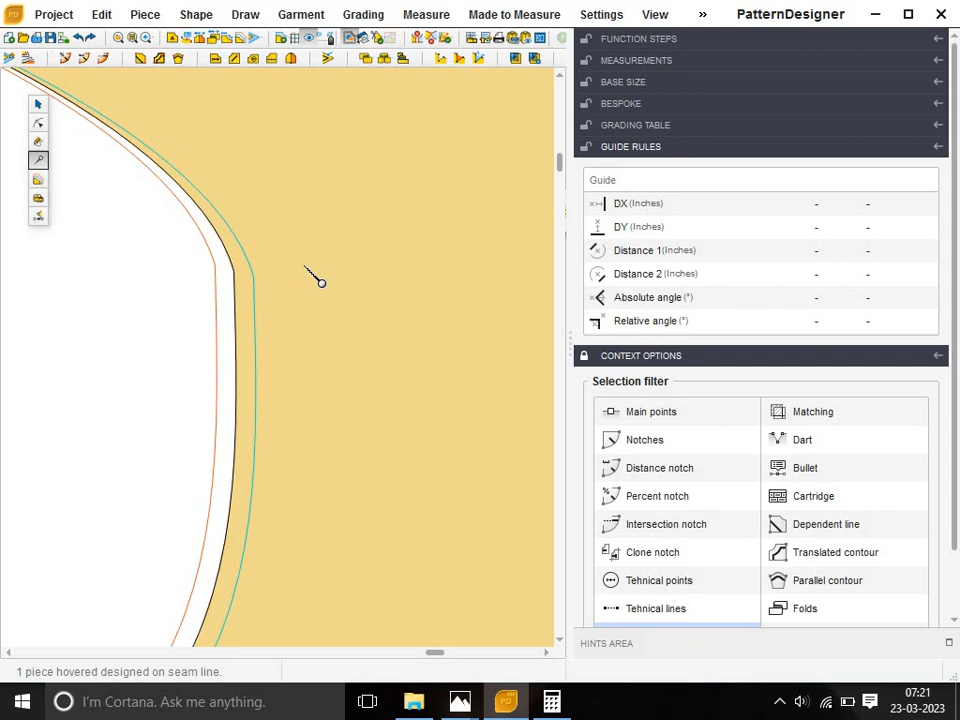 Project Edit Piece Shape Draw Garment Grading Measure Made to Measure Settings View » PatternDesigner
FUNCTION STEPS
MEASUREMENTS
BASE SIZE
BESPOKE
GRADING TABLE
GUIDE RULES
Guide
DX (Inches) - -
DY (Inches) - -
Distance 1(Inches) - -
Distance 2 (Inches) - -
Absolute angle (°) - -
Relative angle (°) - -
CONTEXT OPTIONS
Selection filter
Main points Matching
Notches Dart
Distance notch Bullet
Percent notch Cartridge
Intersection notch Dependent line
Clone notch Translated contour
Tehnical points Parallel contour
Tehnical lines Folds
HINTS AREA
1 piece hovered designed on seam line.
I'm Cortana. Ask me anything.
07:21
23-03-2023